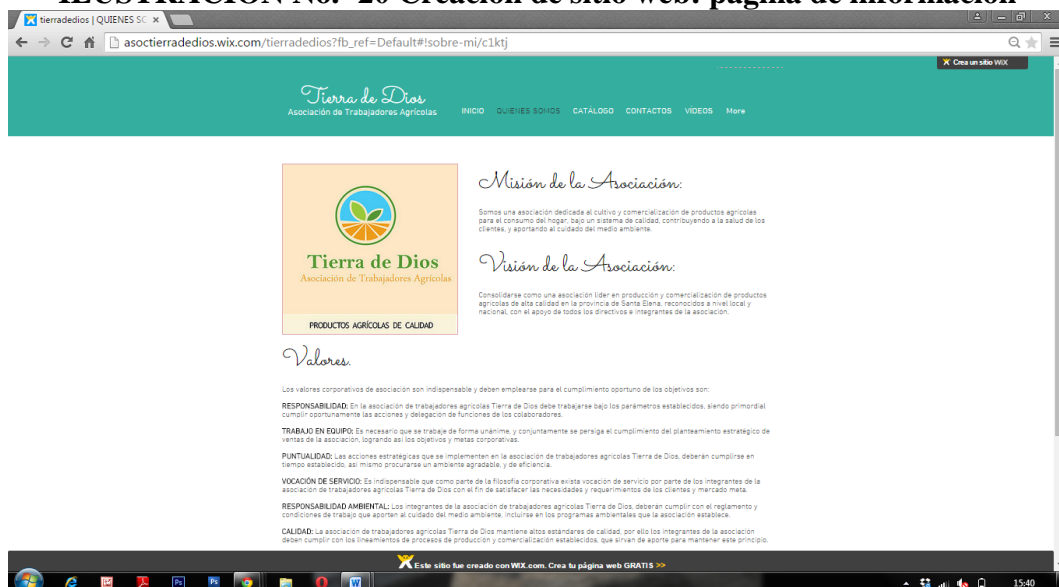 ILUSTRACIÓN No. 20 Creación de sitio web: página de información
tierradedios | QUIENES SC
asoctierradedios.wix.com/tierradedios?fb_ref=Default#!sobre-mi/c1ktj
Crea un sitio WiX
Tierra de Dios
Asociación de Trabajadores Agrícolas
INICIO QUIENES SOMOS CATÁLOGO CONTACTOS VÍDEOS More
Tierra de Dios
Asociación de Trabajadores Agrícolas
PRODUCTOS AGRÍCOLAS DE CALIDAD
Misión de la Asociación:
Somos una asociación dedicada al cultivo y comercialización de productos agrícolas
para el consumo del hogar, bajo un sistema de calidad, contribuyendo a la salud de los
clientes, y aportando al cuidado del medio ambiente.
Visión de la Asociación:
Consolidarse como una asociación líder en producción y comercialización de productos
agrícolas de alta calidad en la provincia de Santa Elena, reconocidos a nivel local y
nacional, con el apoyo de todos los directivos e integrantes de la asociación.
Valores.
Los valores corporativos de asociación son indispensable y deben emplearse para el cumplimiento oportuno de los objetivos son:
RESPONSABILIDAD: En la asociación de trabajadores agrícolas Tierra de Dios debe trabajarse bajo los parámetros establecidos, siendo primordial
cumplir oportunamente las acciones y delegación de funciones de los colaboradores.
TRABAJO EN EQUIPO: Es necesario que se trabaje de forma unánime, y conjuntamente se persiga el cumplimiento del planteamiento estratégico de
ventas de la asociación, logrando así los objetivos y metas corporativas.
PUNTUALIDAD: Las acciones estratégicas que se implementen en la asociación de trabajadores agrícolas Tierra de Dios, deberán cumplirse en
tiempo establecido, así mismo procurarse un ambiente agradable, y de eficiencia.
VOCACIÓN DE SERVICIO: Es indispensable que como parte de la filosofía corporativa exista vocación de servicio por parte de los integrantes de la
asociación de trabajadores agrícolas Tierra de Dios con el fin de satisfacer las necesidades y requerimientos de los clientes y mercado meta.
RESPONSABILIDAD AMBIENTAL: Los integrantes de la asociación de trabajadores agrícolas Tierra de Dios, deberán cumplir con el reglamento y
condiciones de trabajo que aporten al cuidado del medio ambiente, incluirse en los programas ambientales que la asociación establece.
CALIDAD: La asociación de trabajadores agrícolas Tierra de Dios mantiene altos estándares de calidad, por ello los integrantes de la asociación
deben cumplir con los lineamientos de procesos de producción y comercialización establecidos, que sirvan de aporte para mantener este principio.
Este sitio fue creado con WIX.com. Crea tu página web GRATIS >>
15:40